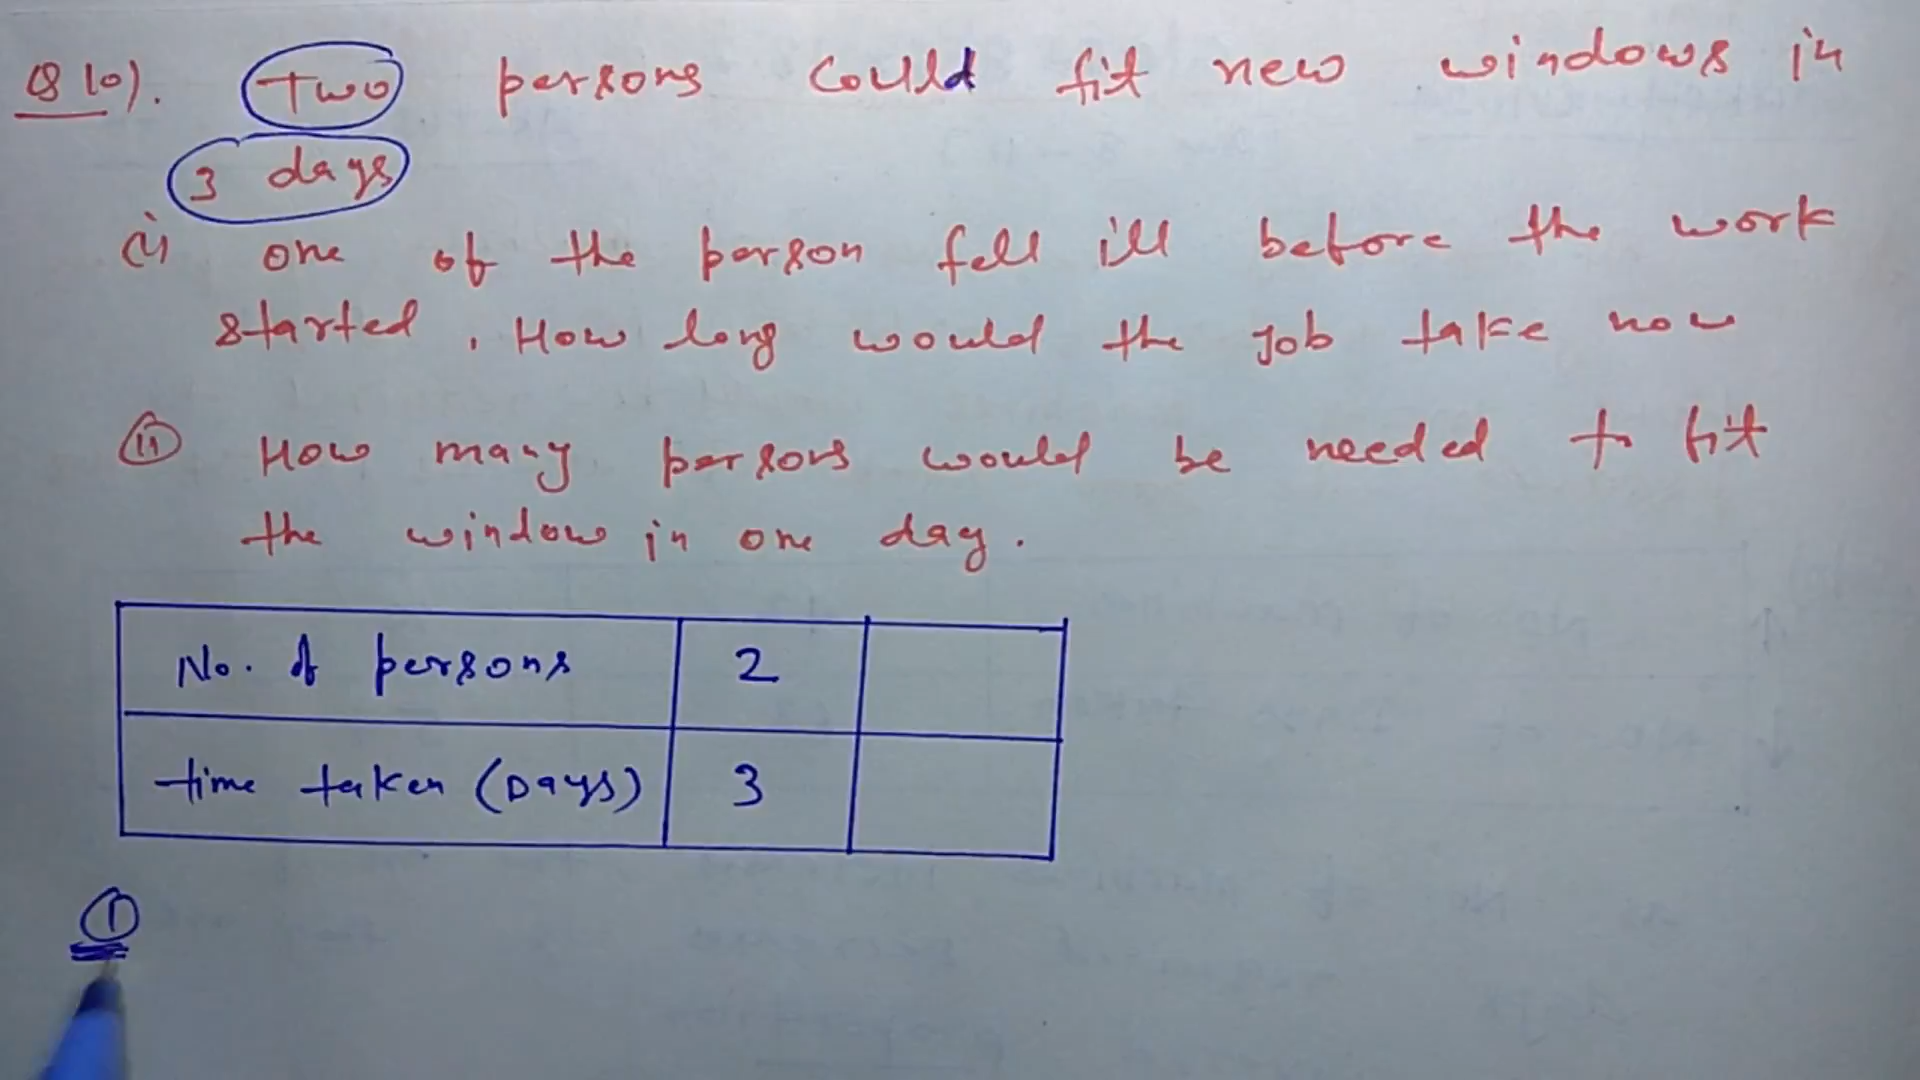 Q 10). Two persons could fit new windows in
3 days
(i) one of the person fell ill before the work
started. How long would the Job take now
(ii) How many persons would be needed to fit
the window in one day.
No. of persons 2
time taken (Days) 3
①